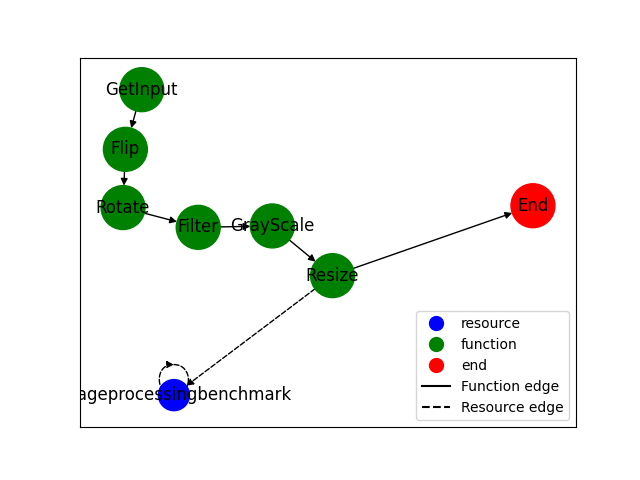 GetInput
Flip
Rotate
Filter
GrayScale
Resize
End
ageprocessingbenchmark
resource
function
end
Function edge
Resource edge